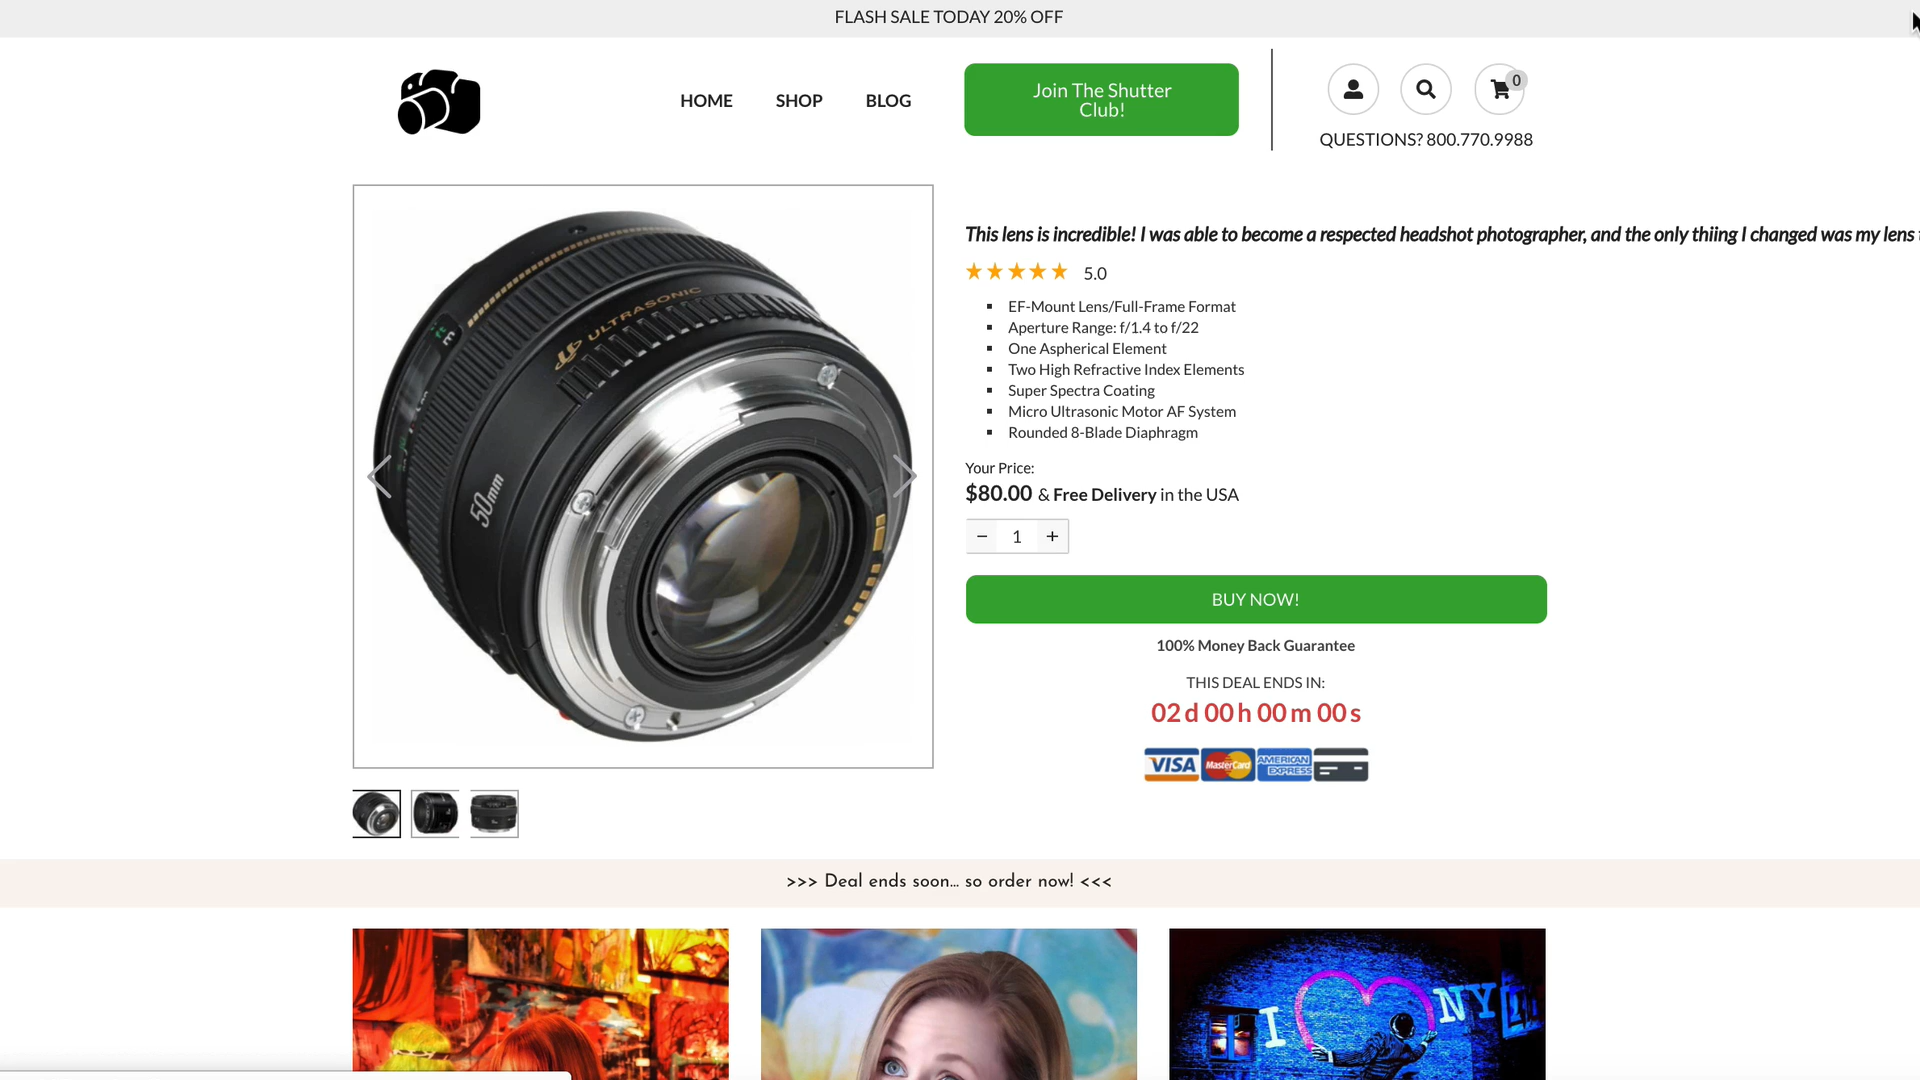 FLASH SALE TODAY 20% OFF
HOME SHOP BLOG
Join The Shutter
Club!
0
QUESTIONS? 800.770.9988
ULTRASONIC
ft
m
50mm
This lens is incredible! I was able to become a respected headshot photographer, and the only thiing I changed was my lens
5.0
▪ EF-Mount Lens/Full-Frame Format
▪ Aperture Range: f/1.4 to f/22
▪ One Aspherical Element
▪ Two High Refractive Index Elements
▪ Super Spectra Coating
▪ Micro Ultrasonic Motor AF System
▪ Rounded 8-Blade Diaphragm
Your Price:
$80.00 & Free Delivery in the USA
− 1 +
BUY NOW!
100% Money Back Guarantee
THIS DEAL ENDS IN:
02 d 00 h 00 m 00 s
VISA MasterCard AMERICAN EXPRESS
>>> Deal ends soon... so order now! <<<
I NY